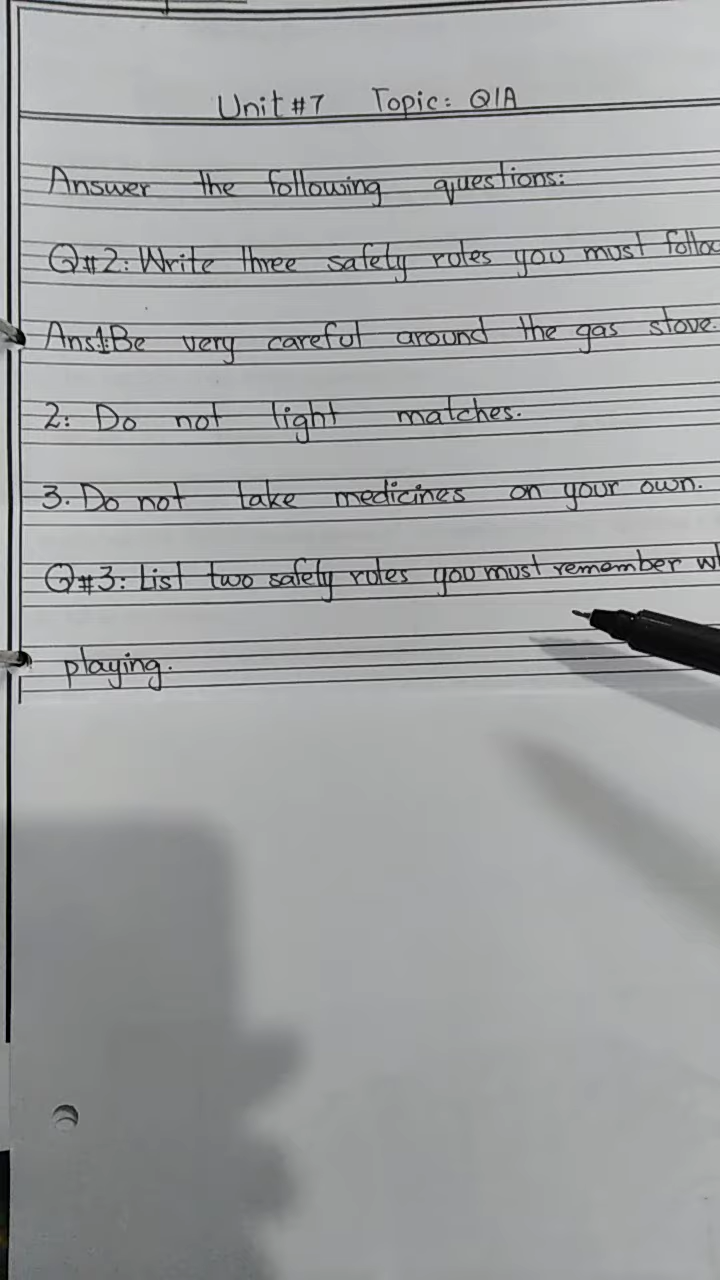 Unit #7 Topic: Q/A
Answer the following questions:
Q#2: Write three safety rules you must follo
Ans1:Be very careful around the gas stove.
2: Do not light matches.
3. Do not take medicines on your own.
Q#3: List two safety rules you must remember wh
playing.